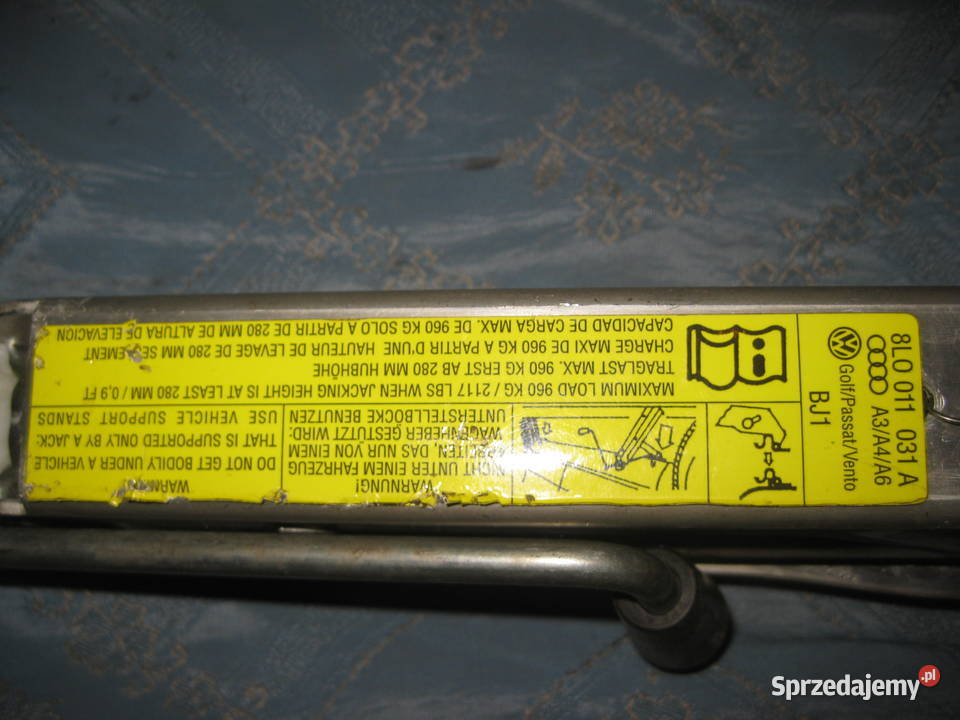 8L0 011 031 A
A3/A4/A6
Golf/Passat/Vento
BJ1
MAXIMUM LOAD 960 KG / 2117 LBS WHEN JACKING HEIGHT IS AT LEAST 280 MM / 0,9 FT
TRAGLAST MAX. 960 KG ERST AB 280 MM HUBHÖHE
CHARGE MAXI DE 960 KG A PARTIR D'UNE HAUTEUR DE LEVAGE DE 280 MM SEULEMENT
CAPACIDAD DE CARGA MAX. DE 960 KG SOLO A PARTIR DE 280 MM DE ALTURA DE ELEVACION
WARNUNG!
NICHT UNTER EINEM FAHRZEUG
ARBEITEN, DAS NUR VON EINEM
WAGENHEBER GESTÜTZT WIRD:
UNTERSTELLBÖCKE BENUTZEN
WARNING
DO NOT GET BODILY UNDER A VEHICLE
THAT IS SUPPORTED ONLY BY A JACK:
USE VEHICLE SUPPORT STANDS
Sprzedajemy.pl